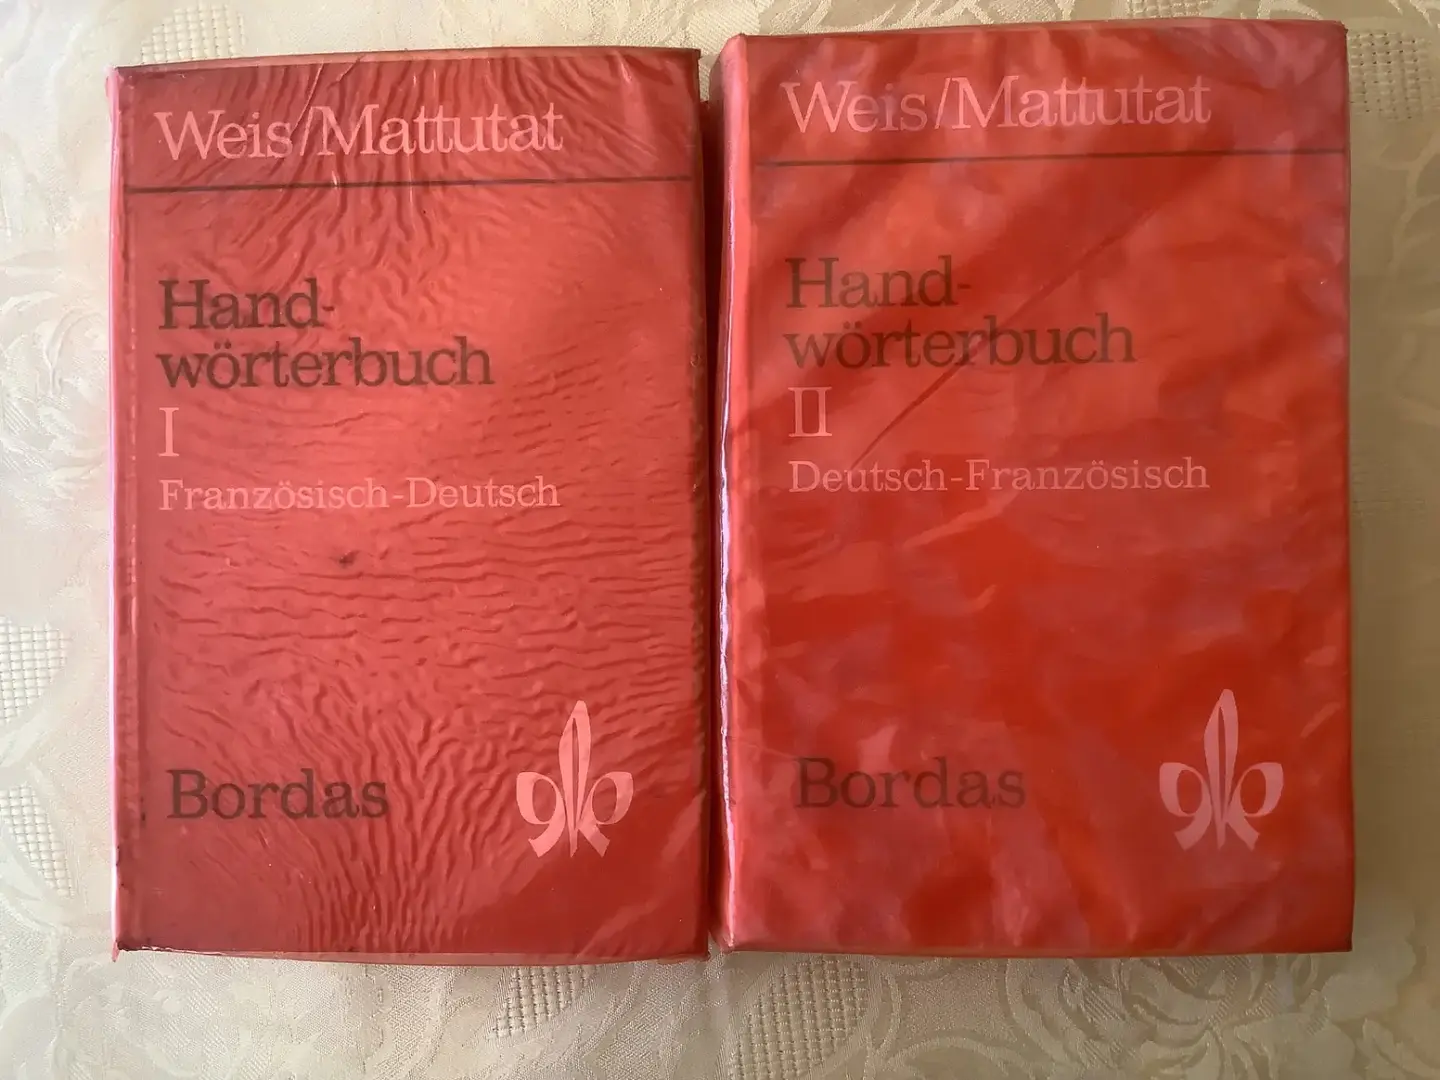 Weis/Mattutat
Hand-
wörterbuch
I
Französisch-Deutsch
Bordas
Weis/Mattutat
Hand-
wörterbuch
II
Deutsch-Französisch
Bordas